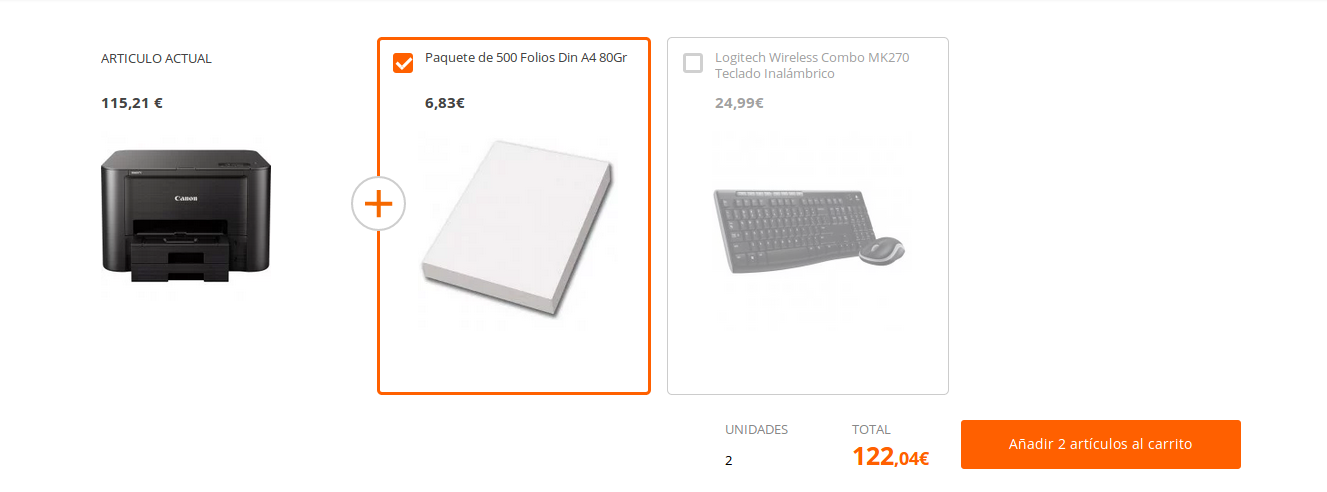 ARTICULO ACTUAL
115,21 €
Canon
Paquete de 500 Folios Din A4 80Gr
6,83€
Logitech Wireless Combo MK270
Teclado Inalámbrico
24,99€
UNIDADES
2
TOTAL
122,04€
Añadir 2 artículos al carrito